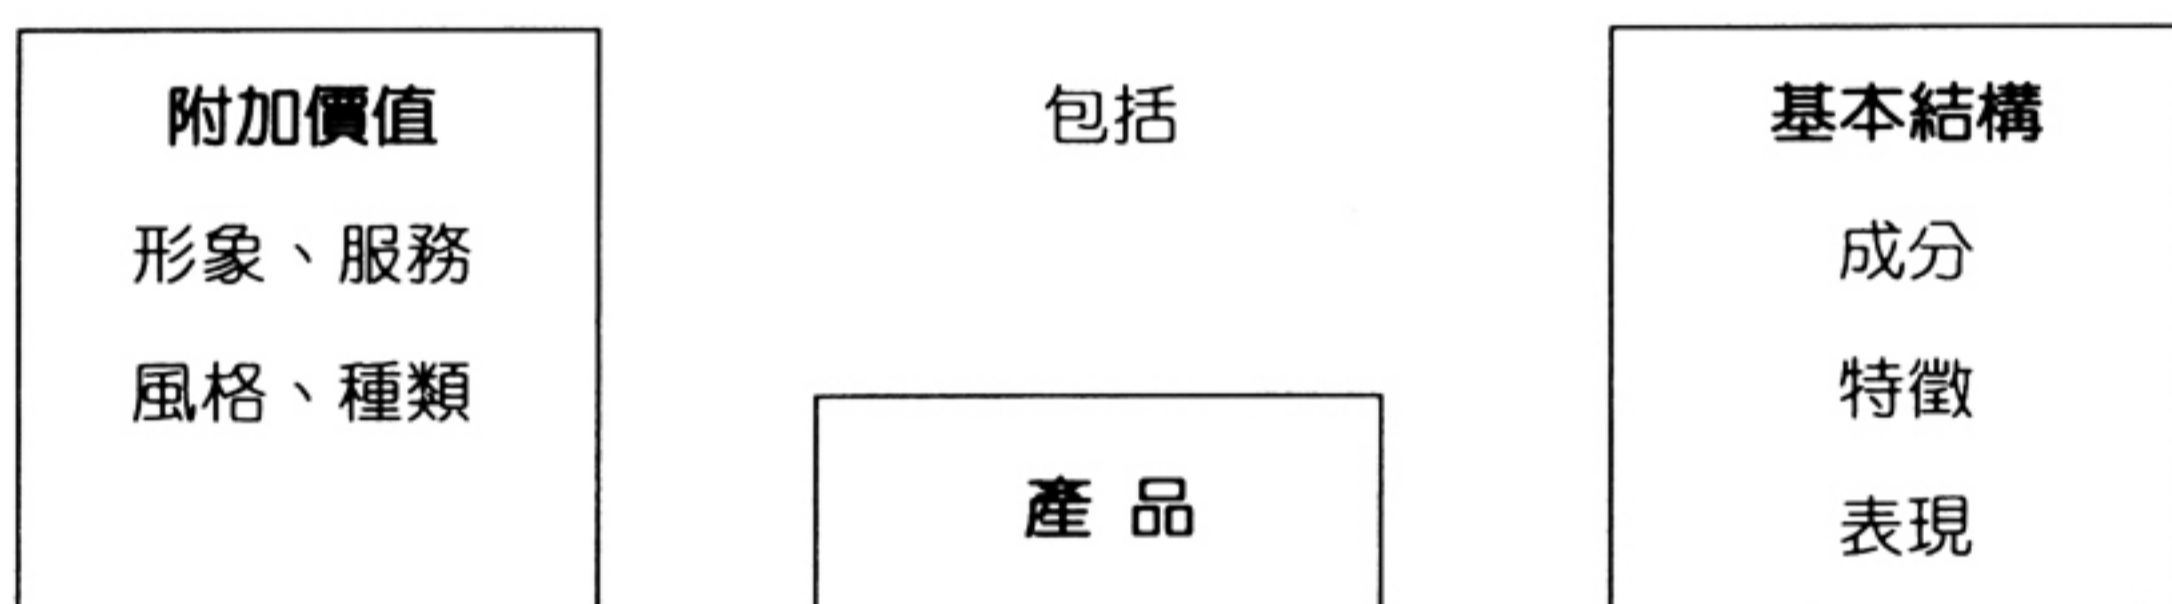 附加價值
形象、服務
風格、種類
包括
產品
基本結構
成分
特徵
表現